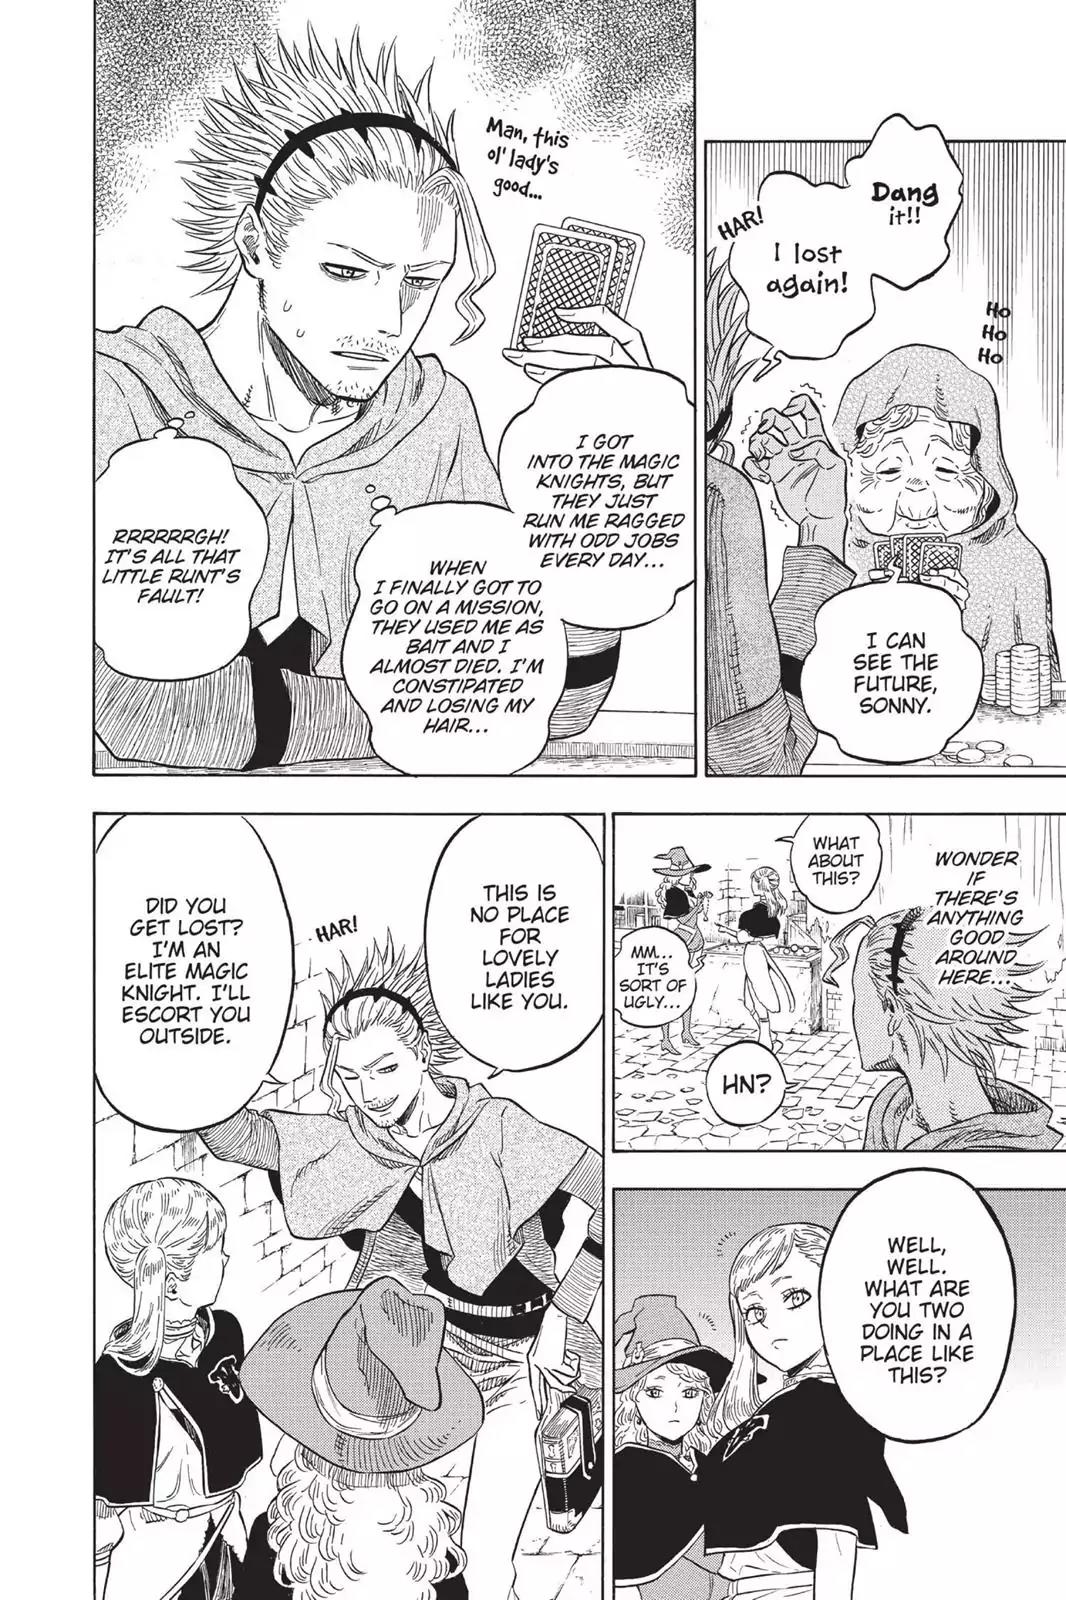 Dang
it!!
I lost
again!
HAR!
Ho
Ho
Ho
I CAN
SEE THE
FUTURE,
SONNY.
Man, this
ol' lady's
good...
I GOT
INTO THE MAGIC
KNIGHTS, BUT
THEY JUST
RUN ME RAGGED
WITH ODD JOBS
EVERY DAY...
WHEN
I FINALLY GOT TO
GO ON A MISSION,
THEY USED ME AS
BAIT AND I
ALMOST DIED. I'M
CONSTIPATED
AND LOSING MY
HAIR...
RRRRRRGH!
IT'S ALL THAT
LITTLE RUNT'S
FAULT!
WONDER
IF
THERE'S
ANYTHING
GOOD
AROUND
HERE...
WHAT
ABOUT
THIS?
MM...
IT'S
SORT OF
UGLY...
HN?
WELL,
WELL.
WHAT ARE
YOU TWO
DOING IN A
PLACE LIKE
THIS?
THIS IS
NO PLACE
FOR
LOVELY
LADIES
LIKE YOU.
HAR!
DID YOU
GET LOST?
I'M AN
ELITE MAGIC
KNIGHT. I'LL
ESCORT YOU
OUTSIDE.